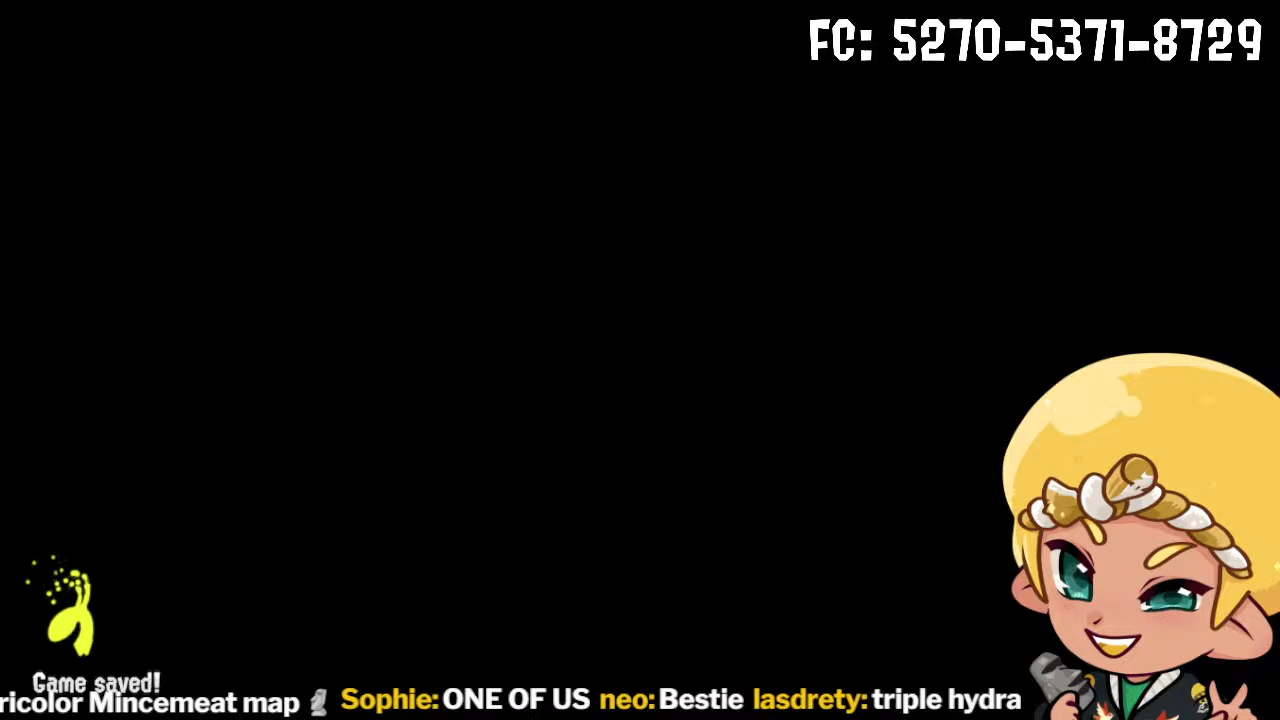 FC: 5270-5371-8729
Game saved!
ricolor Mincemeat map 🗿 Sophie: ONE OF US neo: Bestie lasdrety: triple hydra